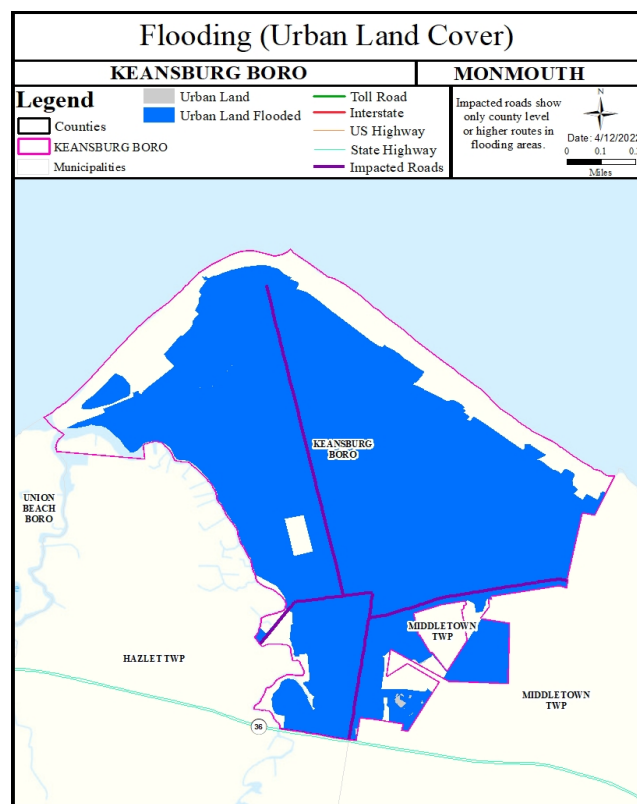 Flooding (Urban Land Cover)
KEANSBURG BORO
MONMOUTH
Legend
Counties
KEANSBURG BORO
Municipalities
Urban Land
Urban Land Flooded
Toll Road
Interstate
US Highway
State Highway
Impacted Roads
Impacted roads show
only county level
or higher routes in
flooding areas.
N
Date: 4/12/2022
0 0.1 0.2
Miles
KEANSBURG
BORO
UNION
BEACH
BORO
MIDDLETOWN
TWP
HAZLET TWP
MIDDLETOWN
TWP
36